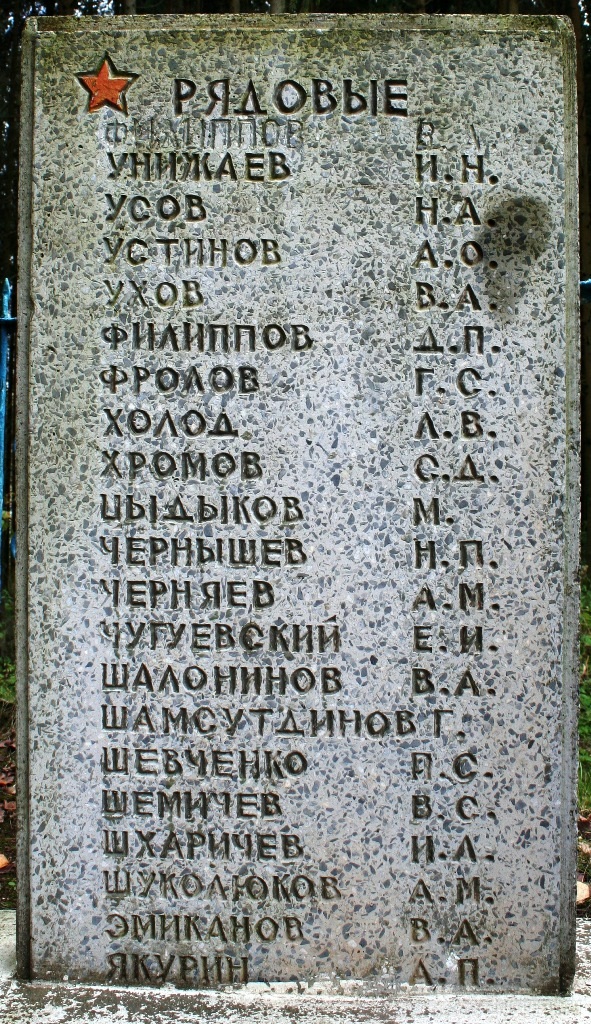 РЯДОВЫЕ
ФИЛИППОВ В.
УНИЖАЕВ И.Н.
УСОВ Н.А.
УСТИНОВ А.О.
УХОВ В.А.
ФИЛИППОВ Д.П.
ФРОЛОВ Г.С.
ХОЛОД Л.В.
ХРОМОВ С.Д.
ЦЫДЫКОВ М.
ЧЕРНЫШЕВ Н.П.
ЧЕРНЯЕВ А.М.
ЧУГУЕВСКИЙ Е.И.
ШАЛОНИНОВ В.А.
ШАМСУТДИНОВ Г.
ШЕВЧЕНКО П.С.
ШЕМИЧЕВ В.С.
ШХАРИЧЕВ И.Л.
ШУКОЛЮКОВ А.М.
ЭМИКАНОВ В.А.
ЯКУРИН А.П.